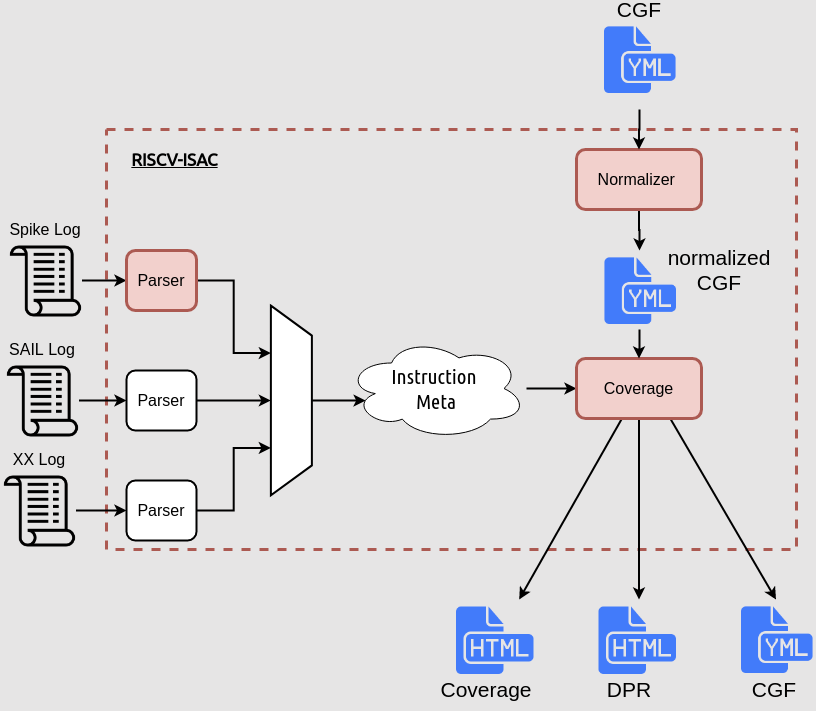 CGF
YML
RISCV-ISAC
Normalizer
Spike Log
Parser
normalized
CGF
YML
SAIL Log
Parser
Instruction
Meta
Coverage
XX Log
Parser
HTML
Coverage
HTML
DPR
YML
CGF